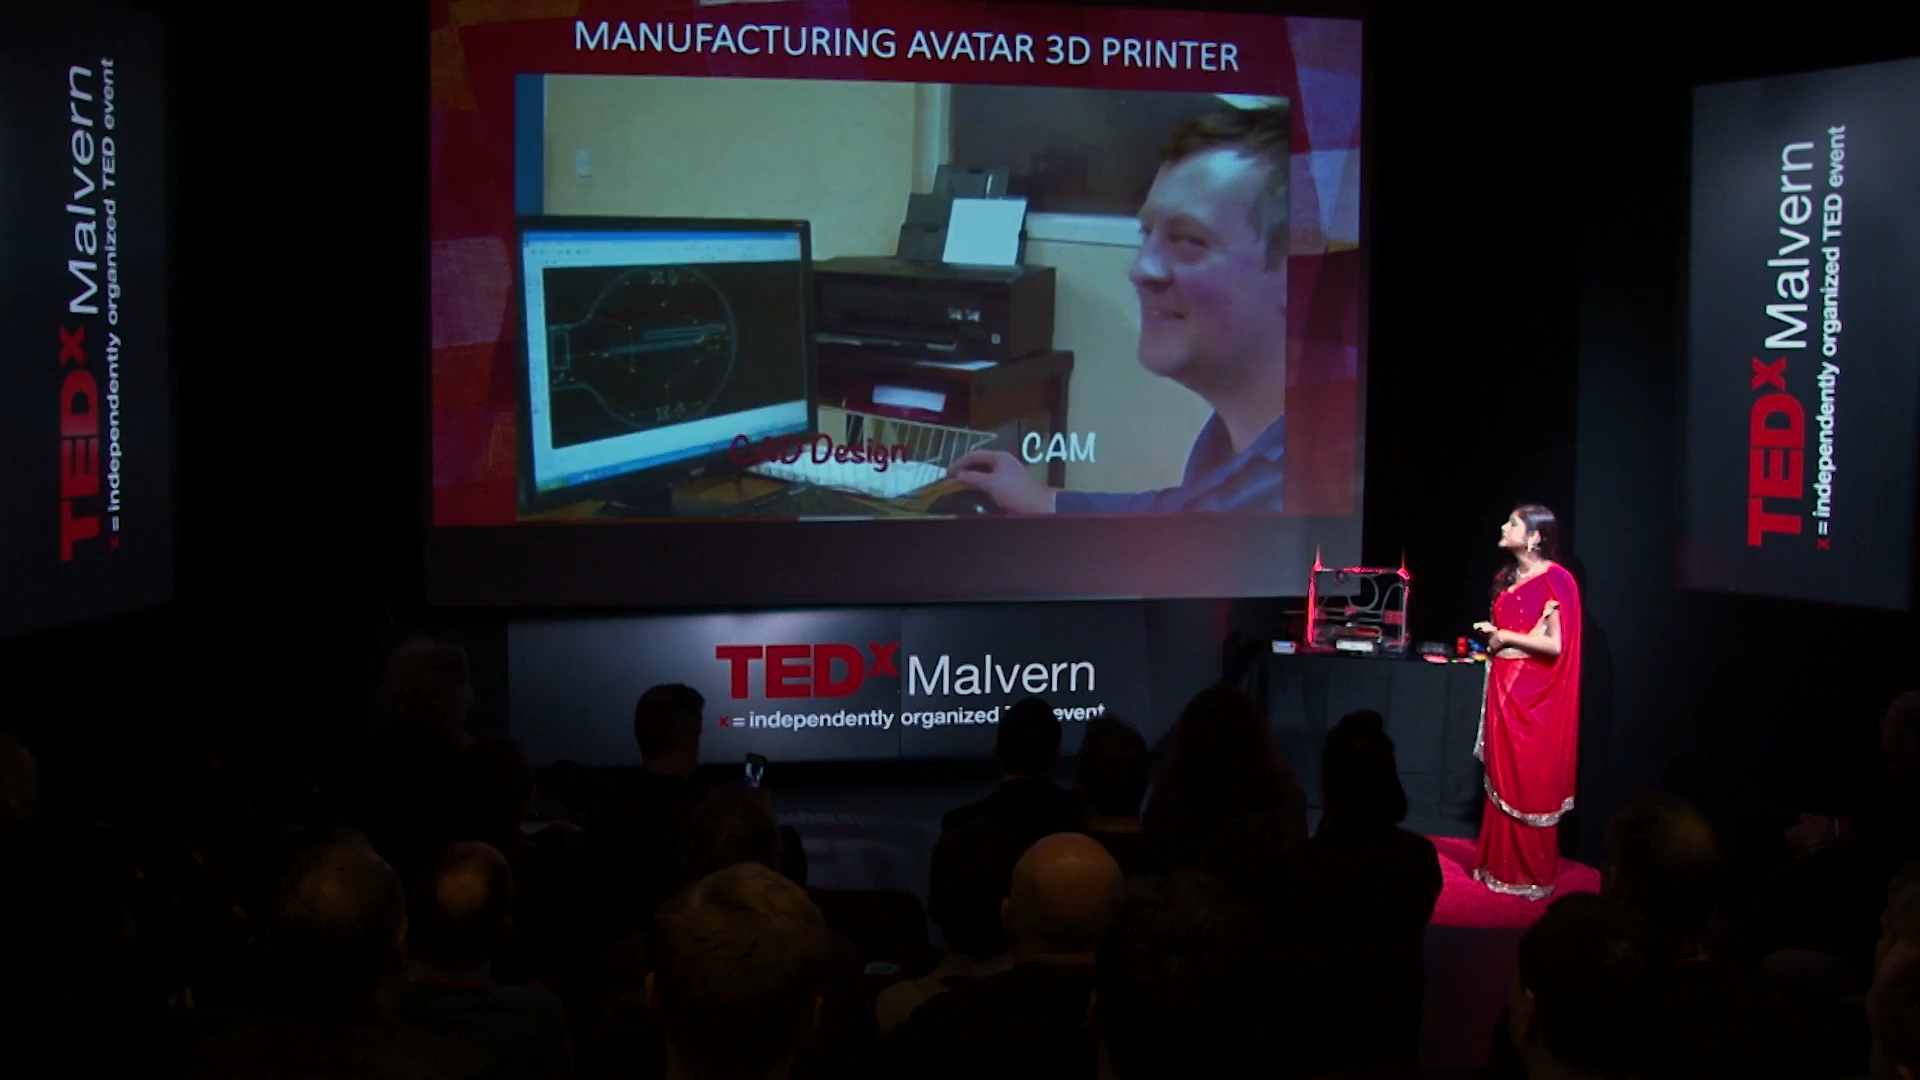 MANUFACTURING AVATAR 3D PRINTER
CAD Design
CAM
TEDx Malvern
x = independently organized TED event
TEDx Malvern
x = independently organized event
TEDx Malvern
x = independently organized TED event